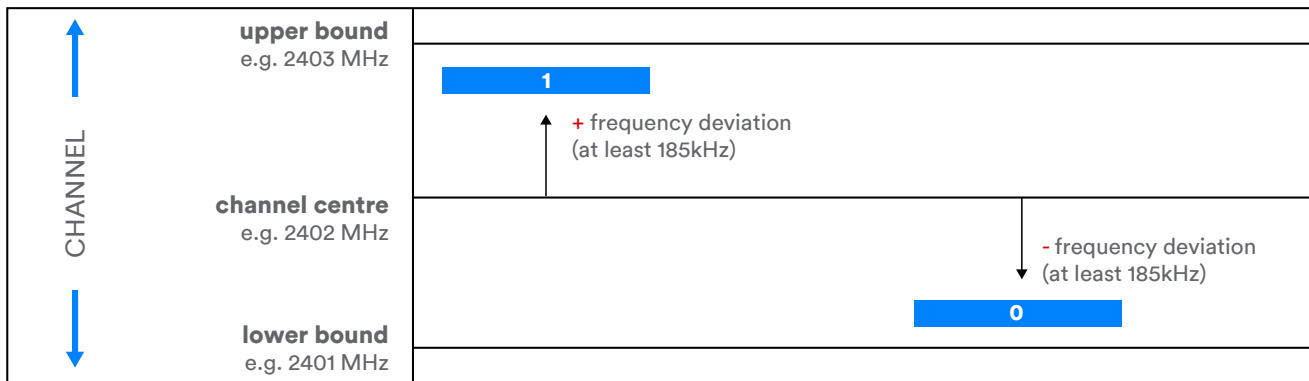 CHANNEL
upper bound
e.g. 2403 MHz
1
+ frequency deviation
(at least 185kHz)
channel centre
e.g. 2402 MHz
- frequency deviation
(at least 185kHz)
0
lower bound
e.g. 2401 MHz